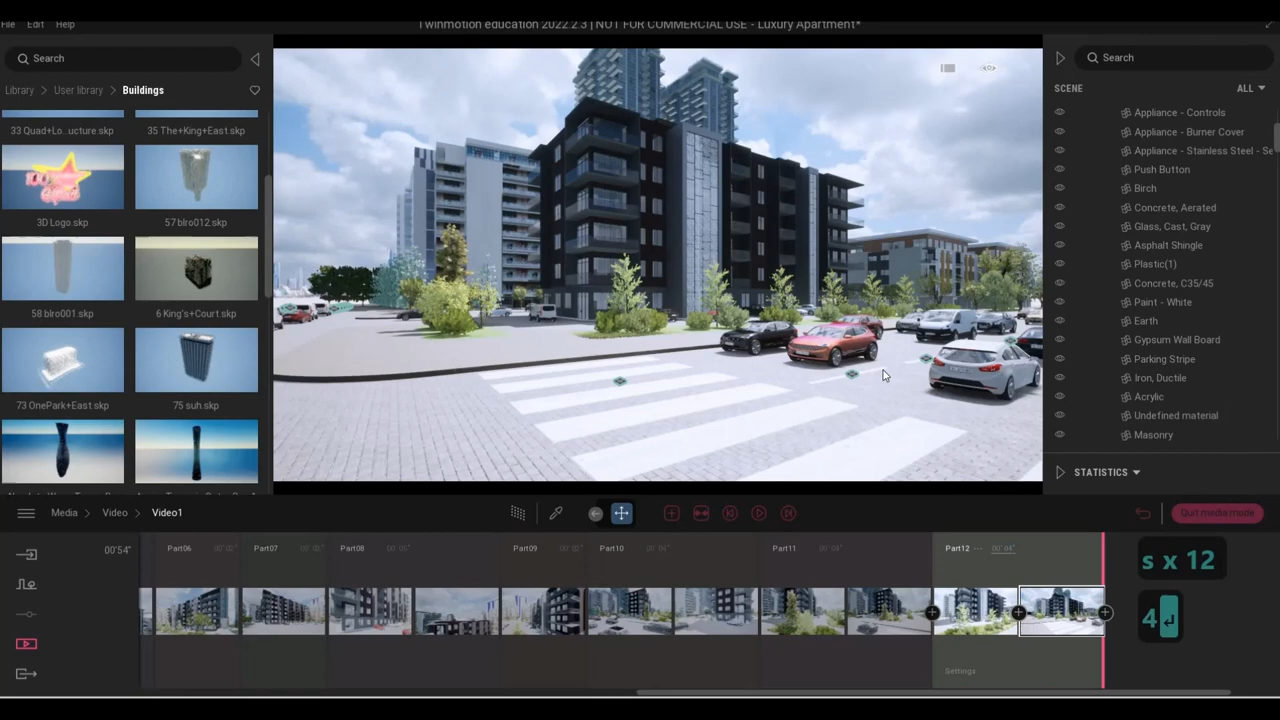 File Edit Help
Twinmotion education 2022.2.3 | NOT FOR COMMERCIAL USE - Luxury Apartment*
Search
Library > User library > Buildings
33 Quad+Lo...ucture.skp
35 The+King+East.skp
3D Logo.skp
57 blro012.skp
58 blro001.skp
6 King's+Court.skp
73 OnePark+East.skp
75 suh.skp
Search
SCENE
ALL
Appliance - Controls
Appliance - Burner Cover
Appliance - Stainless Steel - Se
Push Button
Birch
Concrete, Aerated
Glass, Cast, Gray
Asphalt Shingle
Plastic(1)
Concrete, C35/45
Paint - White
Earth
Gypsum Wall Board
Parking Stripe
Iron, Ductile
Acrylic
Undefined material
Masonry
STATISTICS
Media > Video > Video1
Quit media mode
00'54"
Part06
Part07
Part08
Part09
Part10
Part11
Part12 ... 00'04"
Settings
s x 12
4